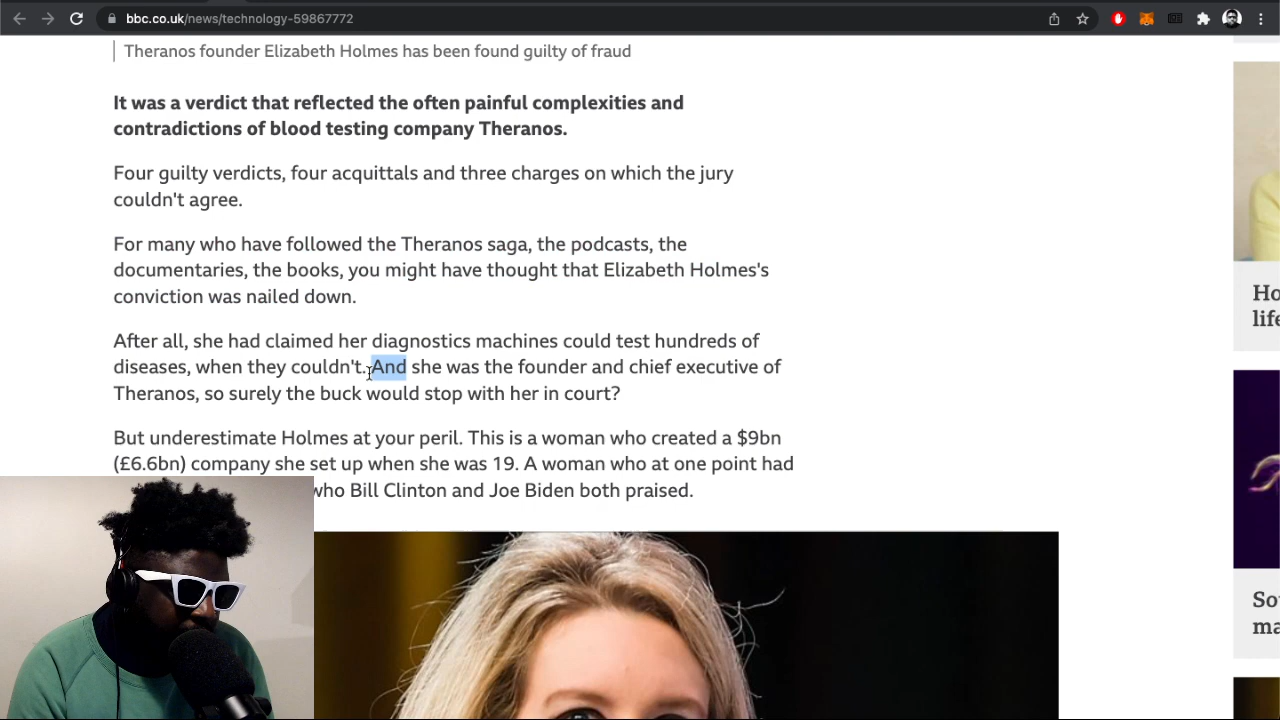 bbc.co.uk/news/technology-59867772
Theranos founder Elizabeth Holmes has been found guilty of fraud
It was a verdict that reflected the often painful complexities and
contradictions of blood testing company Theranos.
Four guilty verdicts, four acquittals and three charges on which the jury
couldn't agree.
For many who have followed the Theranos saga, the podcasts, the
documentaries, the books, you might have thought that Elizabeth Holmes's
conviction was nailed down.
After all, she had claimed her diagnostics machines could test hundreds of
diseases, when they couldn't. And she was the founder and chief executive of
Theranos, so surely the buck would stop with her in court?
But underestimate Holmes at your peril. This is a woman who created a $9bn
(£6.6bn) company she set up when she was 19. A woman who at one point had
who Bill Clinton and Joe Biden both praised.
Ho
life
So
ma